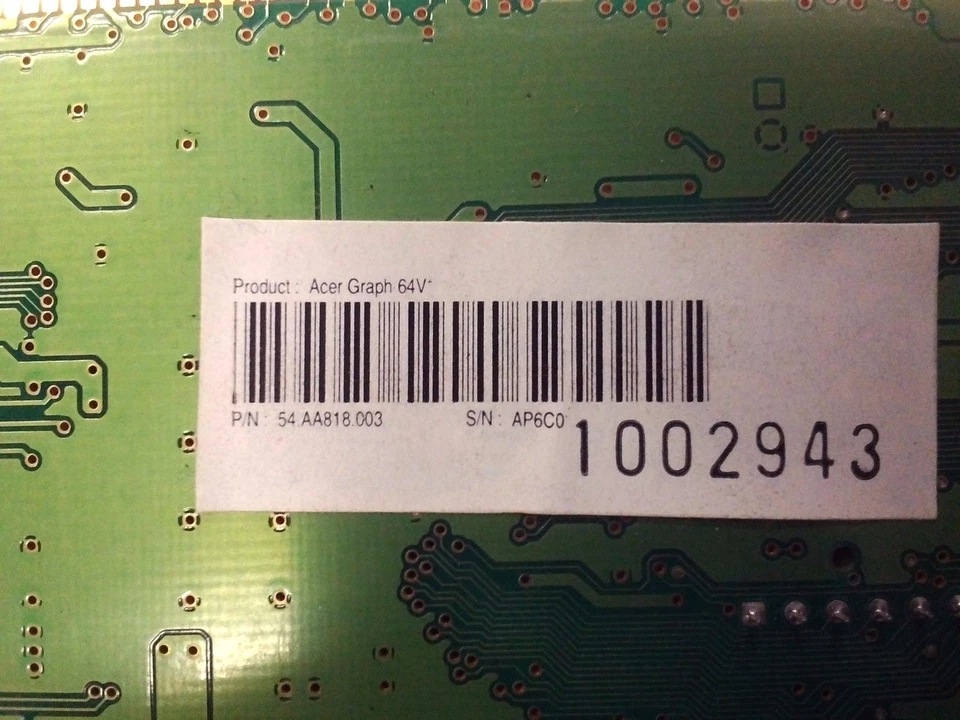 Product : Acer Graph 64V+
P/N : 54.AA818.003 S/N : AP6C0
1002943